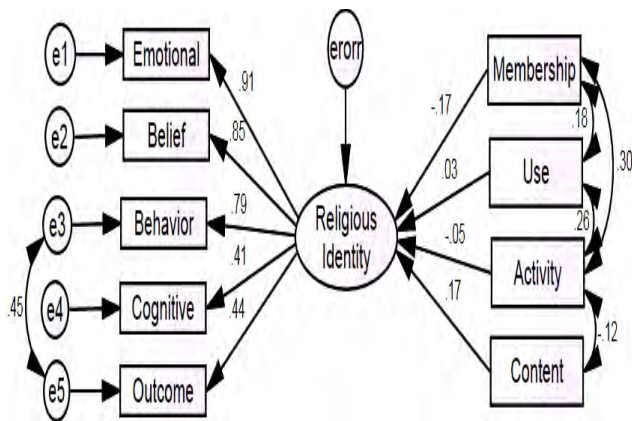 e1
Emotional
erorr
Membership
.91
-.17
.18
e2
Belief
.85
.03
Use
.30
e3
Behavior
.79
Religious
Identity
-.05
.26
Activity
.45
e4
Cognitive
.41
.17
-.12
e5
Outcome
.44
Content